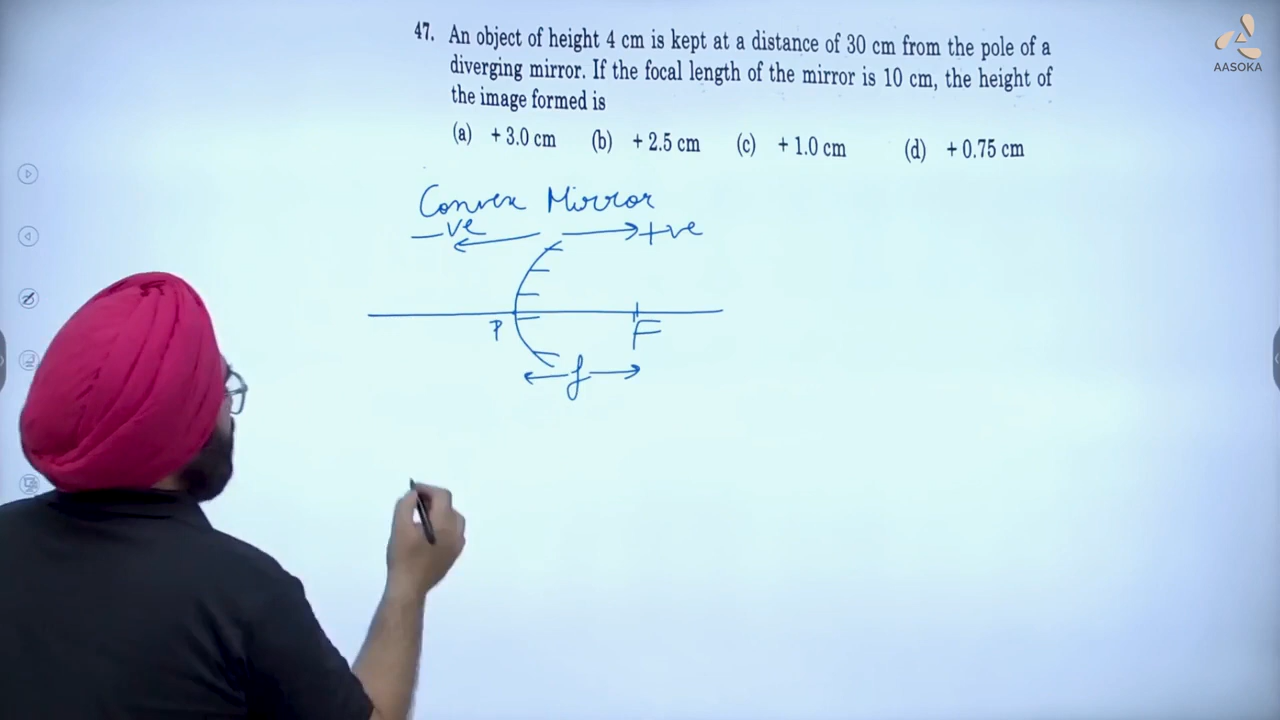 47. An object of height 4 cm is kept at a distance of 30 cm from the pole of a
diverging mirror. If the focal length of the mirror is 10 cm, the height of
the image formed is
(a) + 3.0 cm (b) + 2.5 cm (c) + 1.0 cm (d) + 0.75 cm
Convex Mirror
-ve +ve
P F
f
AASOKA